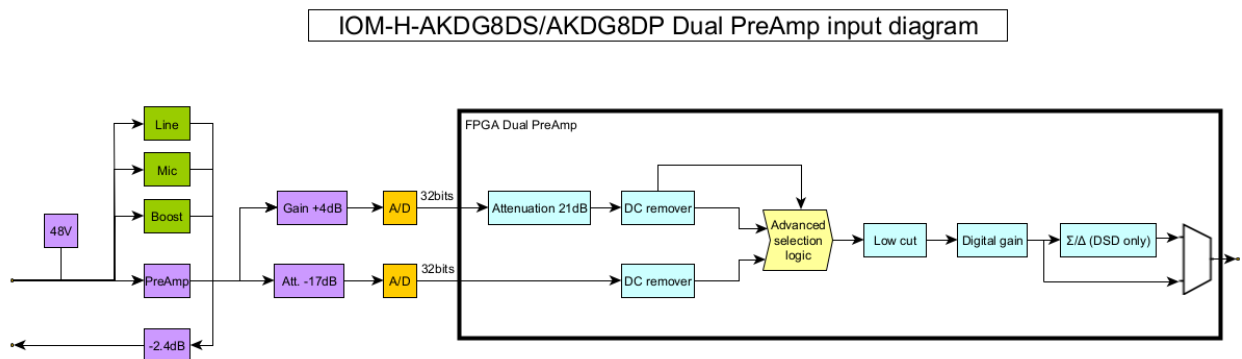 IOM-H-AKDG8DS/AKDG8DP Dual PreAmp input diagram
FPGA Dual PreAmp
Line
Mic
Boost
48V
PreAmp
-2.4dB
Gain +4dB
A/D
32bits
Att. -17dB
A/D
32bits
Attenuation 21dB
DC remover
DC remover
Advanced
selection
logic
Low cut
Digital gain
Σ/Δ (DSD only)